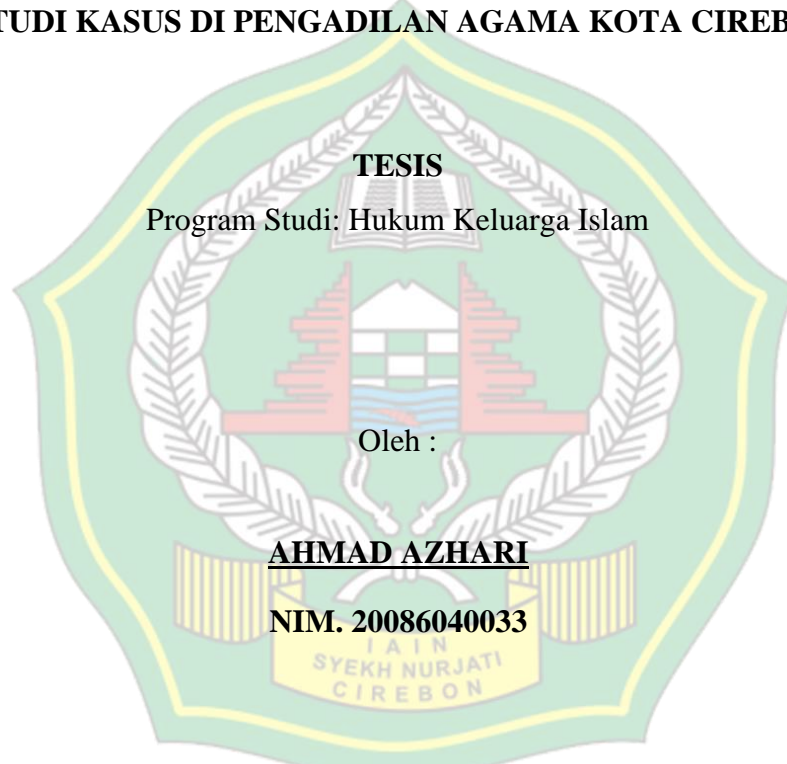 TUDI KASUS DI PENGADILAN AGAMA KOTA CIREB
TESIS
Program Studi: Hukum Keluarga Islam
Oleh :
AHMAD AZHARI
NIM. 20086040033
IAIN
SYEKH NURJATI
CIREBON